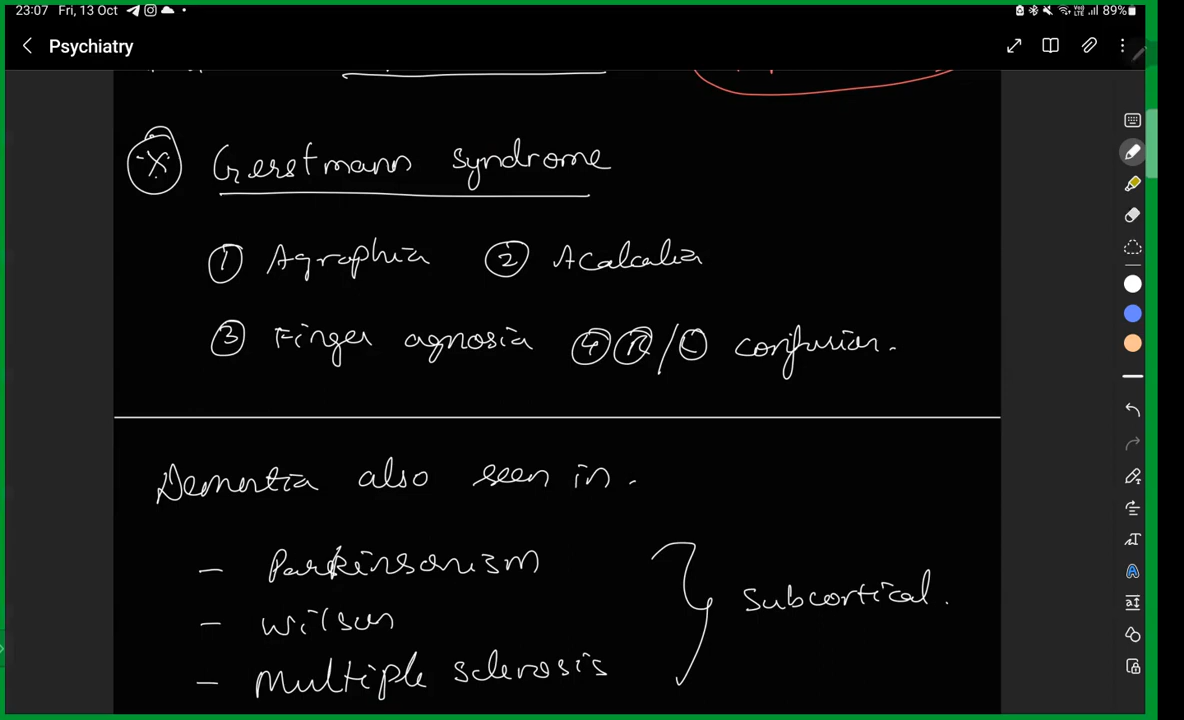 23:07 Fri, 13 Oct 89%
Psychiatry
Gerstmann syndrome
① Agraphia ② Acalcalia
③ Finger agnosia ④ Ⓡ/Ⓛ confusion.
Dementia also seen in.
- Parkinsonism
- Wilson
- Multiple sclerosis
subcortical.